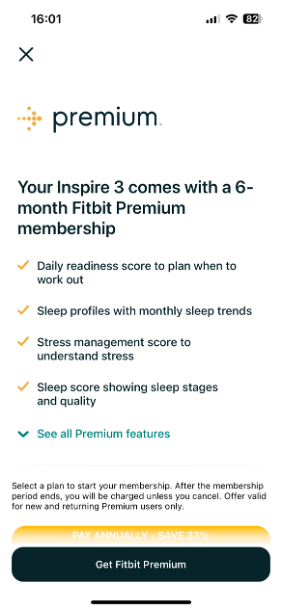 16:01
82
premium
Your Inspire 3 comes with a 6-
month Fitbit Premium
membership
Daily readiness score to plan when to
work out
Sleep profiles with monthly sleep trends
Stress management score to
understand stress
Sleep score showing sleep stages
and quality
See all Premium features
Select a plan to start your membership. After the membership
period ends, you will be charged unless you cancel. Offer valid
for new and returning Premium users only.
PAY ANNUALLY - SAVE 33%
Get Fitbit Premium